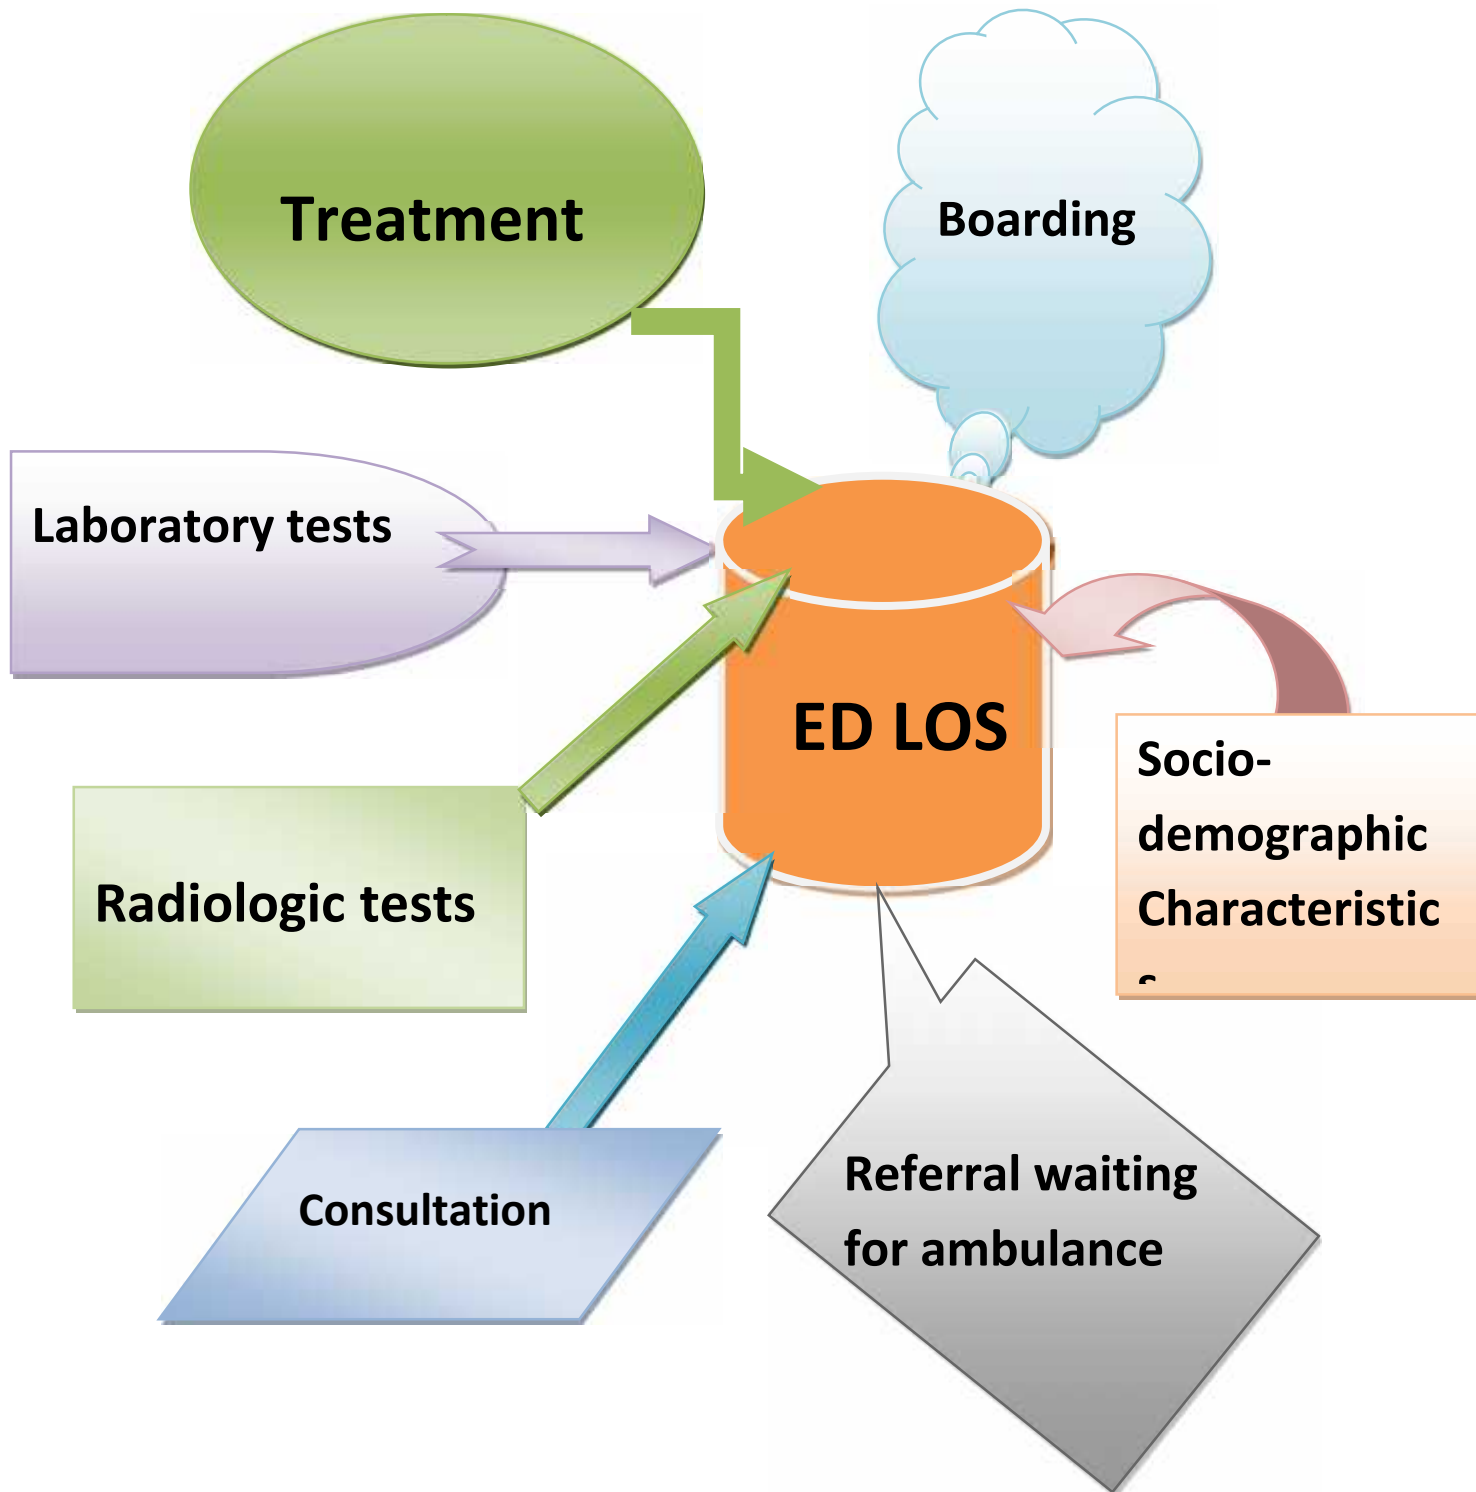 Treatment
Boarding
Laboratory tests
ED LOS
Socio-
demographic
Characteristic
s
Radiologic tests
Consultation
Referral waiting
for ambulance